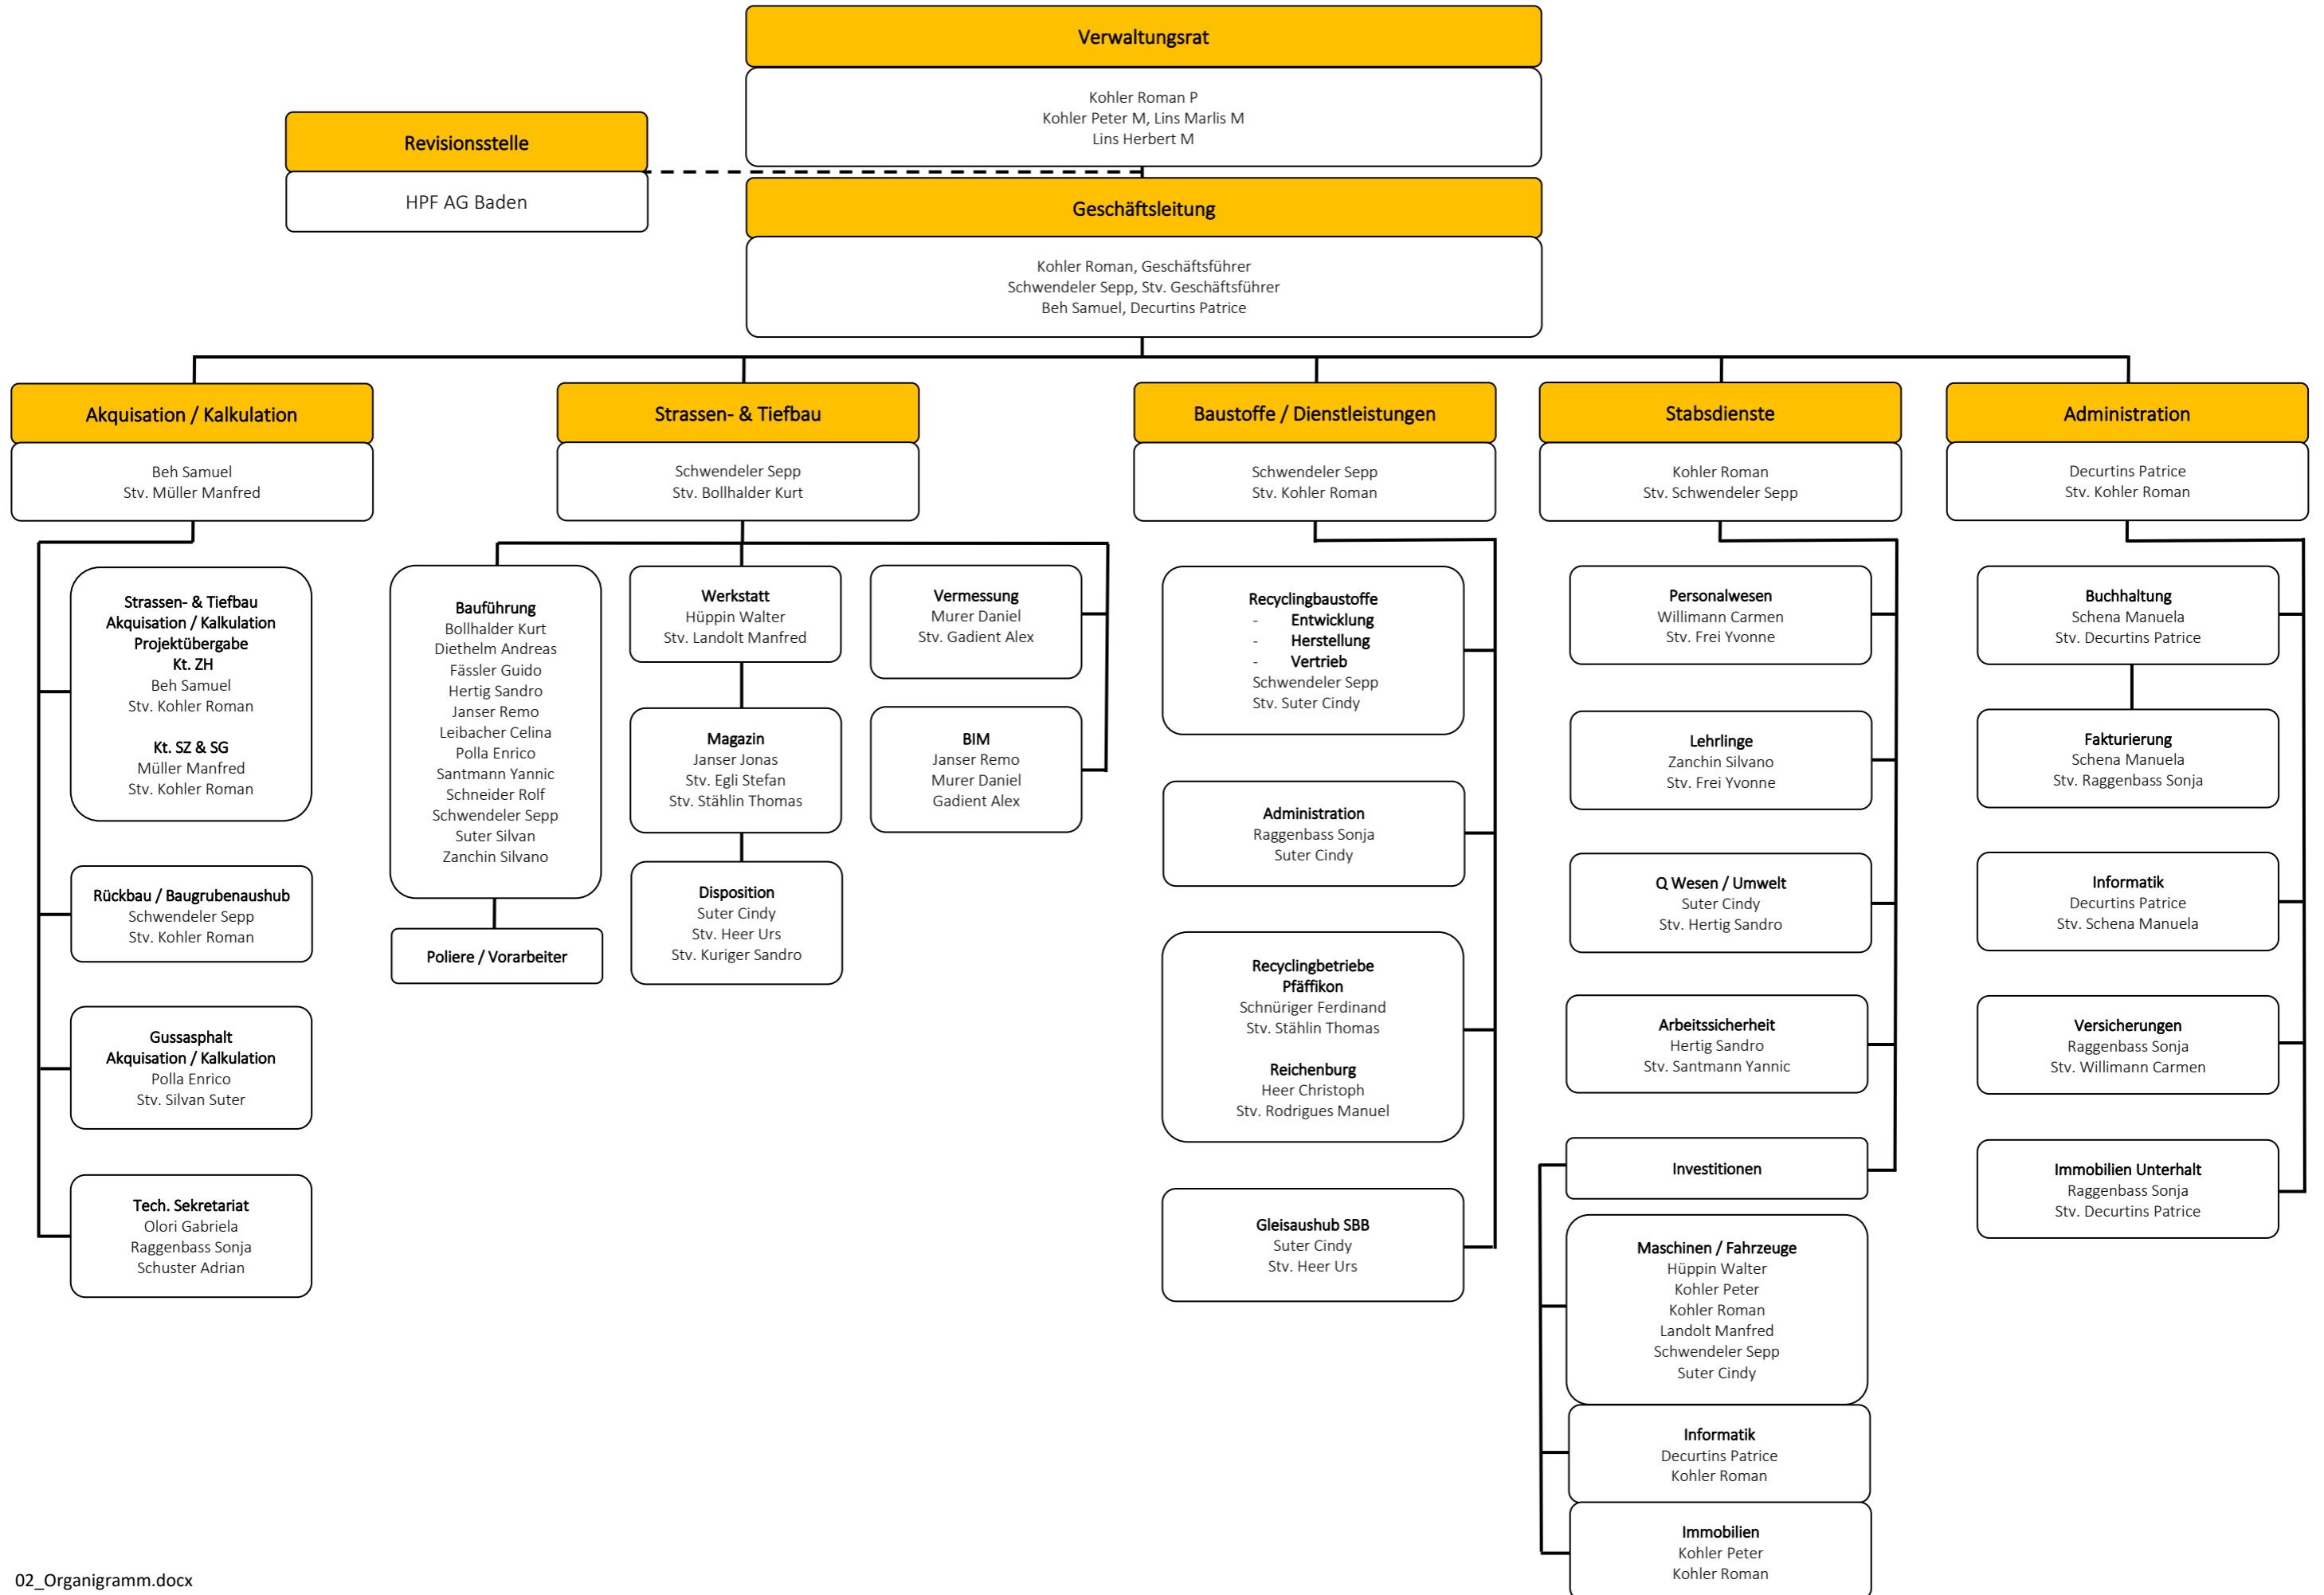 Verwaltungsrat
Kohler Roman P
Kohler Peter M, Lins Marlis M
Lins Herbert M
Revisionsstelle
HPF AG Baden
Geschäftsleitung
Kohler Roman, Geschäftsführer
Schwendeler Sepp, Stv. Geschäftsführer
Beh Samuel, Decurtins Patrice
Akquisation / Kalkulation
Beh Samuel
Stv. Müller Manfred
Strassen- & Tiefbau
Akquisation / Kalkulation
Projektübergabe
Kt. ZH
Beh Samuel
Stv. Kohler Roman
Kt. SZ & SG
Müller Manfred
Stv. Kohler Roman
Rückbau / Baugrubenaushub
Schwendeler Sepp
Stv. Kohler Roman
Gussasphalt
Akquisation / Kalkulation
Polla Enrico
Stv. Silvan Suter
Tech. Sekretariat
Olori Gabriela
Raggenbass Sonja
Schuster Adrian
Strassen- & Tiefbau
Schwendeler Sepp
Stv. Bollhalder Kurt
Bauführung
Bollhalder Kurt
Diethelm Andreas
Fässler Guido
Hertig Sandro
Janser Remo
Leibacher Celina
Polla Enrico
Santmann Yannic
Schneider Rolf
Schwendeler Sepp
Suter Silvan
Zanchin Silvano
Poliere / Vorarbeiter
Werkstatt
Hüppin Walter
Stv. Landolt Manfred
Magazin
Janser Jonas
Stv. Egli Stefan
Stv. Stählin Thomas
Disposition
Suter Cindy
Stv. Heer Urs
Stv. Kuriger Sandro
Vermessung
Murer Daniel
Stv. Gadient Alex
BIM
Janser Remo
Murer Daniel
Gadient Alex
Baustoffe / Dienstleistungen
Schwendeler Sepp
Stv. Kohler Roman
Recyclingbaustoffe
- Entwicklung
- Herstellung
- Vertrieb
Schwendeler Sepp
Stv. Suter Cindy
Administration
Raggenbass Sonja
Suter Cindy
Recyclingbetriebe
Pfäffikon
Schnüriger Ferdinand
Stv. Stählin Thomas
Reichenburg
Heer Christoph
Stv. Rodrigues Manuel
Gleisaushub SBB
Suter Cindy
Stv. Heer Urs
Stabsdienste
Kohler Roman
Stv. Schwendeler Sepp
Personalwesen
Willimann Carmen
Stv. Frei Yvonne
Lehrlinge
Zanchin Silvano
Stv. Frei Yvonne
Q Wesen / Umwelt
Suter Cindy
Stv. Hertig Sandro
Arbeitssicherheit
Hertig Sandro
Stv. Santmann Yannic
Investitionen
Maschinen / Fahrzeuge
Hüppin Walter
Kohler Peter
Kohler Roman
Landolt Manfred
Schwendeler Sepp
Suter Cindy
Informatik
Decurtins Patrice
Kohler Roman
Immobilien
Kohler Peter
Kohler Roman
Administration
Decurtins Patrice
Stv. Kohler Roman
Buchhaltung
Schena Manuela
Stv. Decurtins Patrice
Fakturierung
Schena Manuela
Stv. Raggenbass Sonja
Informatik
Decurtins Patrice
Stv. Schena Manuela
Versicherungen
Raggenbass Sonja
Stv. Willimann Carmen
Immobilien Unterhalt
Raggenbass Sonja
Stv. Decurtins Patrice
02_Organigramm.docx